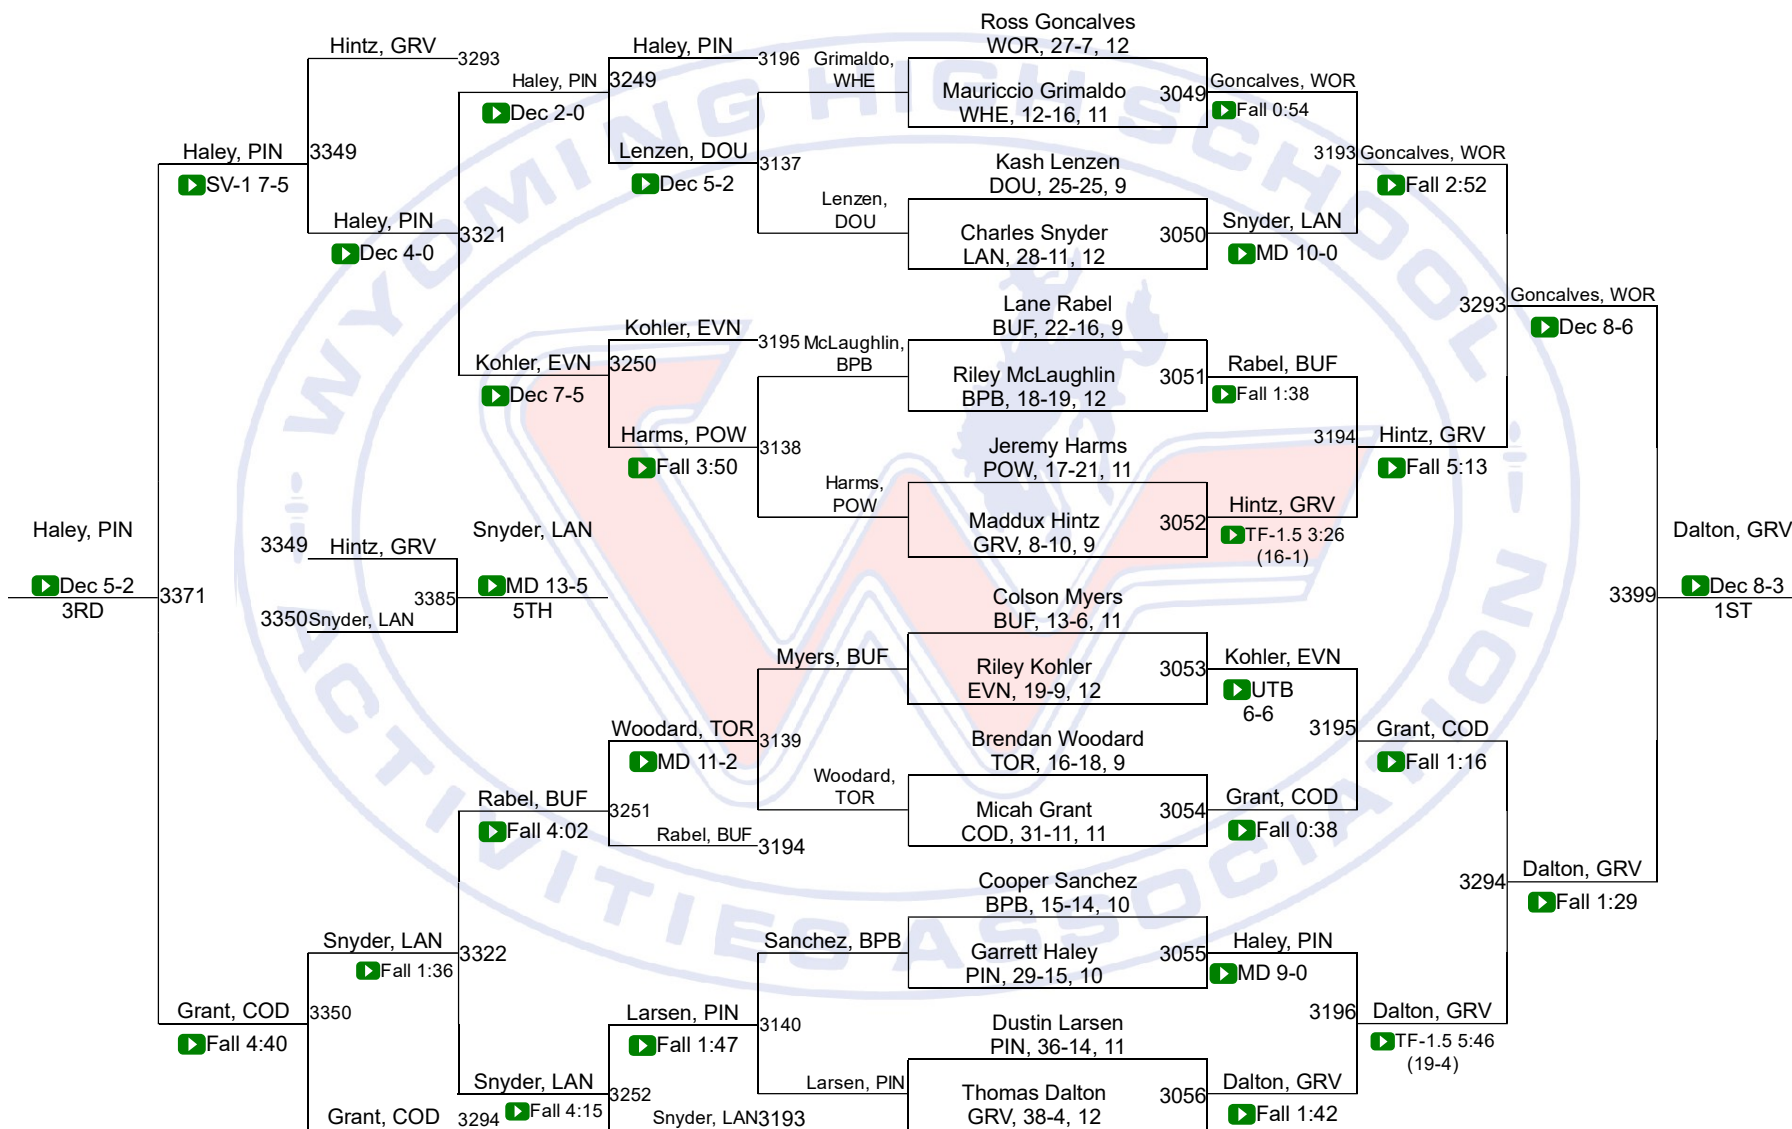 Ross Goncalves
WOR, 27-7, 12
Hintz, GRV
3293
Haley, PIN
3196
Grimaldo,
WHE
Haley, PIN
3249
Dec 2-0
Mauriccio Grimaldo
WHE, 12-16, 11
3049
Goncalves, WOR
Fall 0:54
Haley, PIN
SV-1 7-5
3349
Lenzen, DOU
Dec 5-2
3137
Kash Lenzen
DOU, 25-25, 9
3193
Goncalves, WOR
Fall 2:52
Haley, PIN
Dec 4-0
3321
Lenzen,
DOU
Charles Snyder
LAN, 28-11, 12
3050
Snyder, LAN
MD 10-0
Lane Rabel
BUF, 22-16, 9
3293
Goncalves, WOR
Dec 8-6
Kohler, EVN
3195
McLaughlin,
BPB
Kohler, EVN
Dec 7-5
3250
Riley McLaughlin
BPB, 18-19, 12
3051
Rabel, BUF
Fall 1:38
Harms, POW
Fall 3:50
3138
Jeremy Harms
POW, 17-21, 11
3194
Hintz, GRV
Fall 5:13
Harms,
POW
Maddux Hintz
GRV, 8-10, 9
3052
Hintz, GRV
TF-1.5 3:26
(16-1)
Haley, PIN
Dec 5-2
3RD
3371
3349
Hintz, GRV
3350
Snyder, LAN
3385
Snyder, LAN
MD 13-5
5TH
3399
Dalton, GRV
Dec 8-3
1ST
Colson Myers
BUF, 13-6, 11
Myers, BUF
Riley Kohler
EVN, 19-9, 12
3053
Kohler, EVN
UTB
6-6
Woodard, TOR
MD 11-2
3139
Brendan Woodard
TOR, 16-18, 9
3195
Grant, COD
Fall 1:16
Woodard,
TOR
Rabel, BUF
Fall 4:02
3251
Rabel, BUF
3194
Micah Grant
COD, 31-11, 11
3054
Grant, COD
Fall 0:38
Cooper Sanchez
BPB, 15-14, 10
3294
Dalton, GRV
Fall 1:29
Snyder, LAN
Fall 1:36
3322
Sanchez, BPB
Garrett Haley
PIN, 29-15, 10
3055
Haley, PIN
MD 9-0
Grant, COD
Fall 4:40
3350
Larsen, PIN
Fall 1:47
3140
Dustin Larsen
PIN, 36-14, 11
3196
Dalton, GRV
TF-1.5 5:46
(19-4)
Snyder, LAN
Fall 4:15
3252
Larsen, PIN
Thomas Dalton
GRV, 38-4, 12
3056
Dalton, GRV
Fall 1:42
Grant, COD
3294
Snyder, LAN
3193
WYOMING HIGH SCHOOL
ACTIVITIES ASSOCIATION